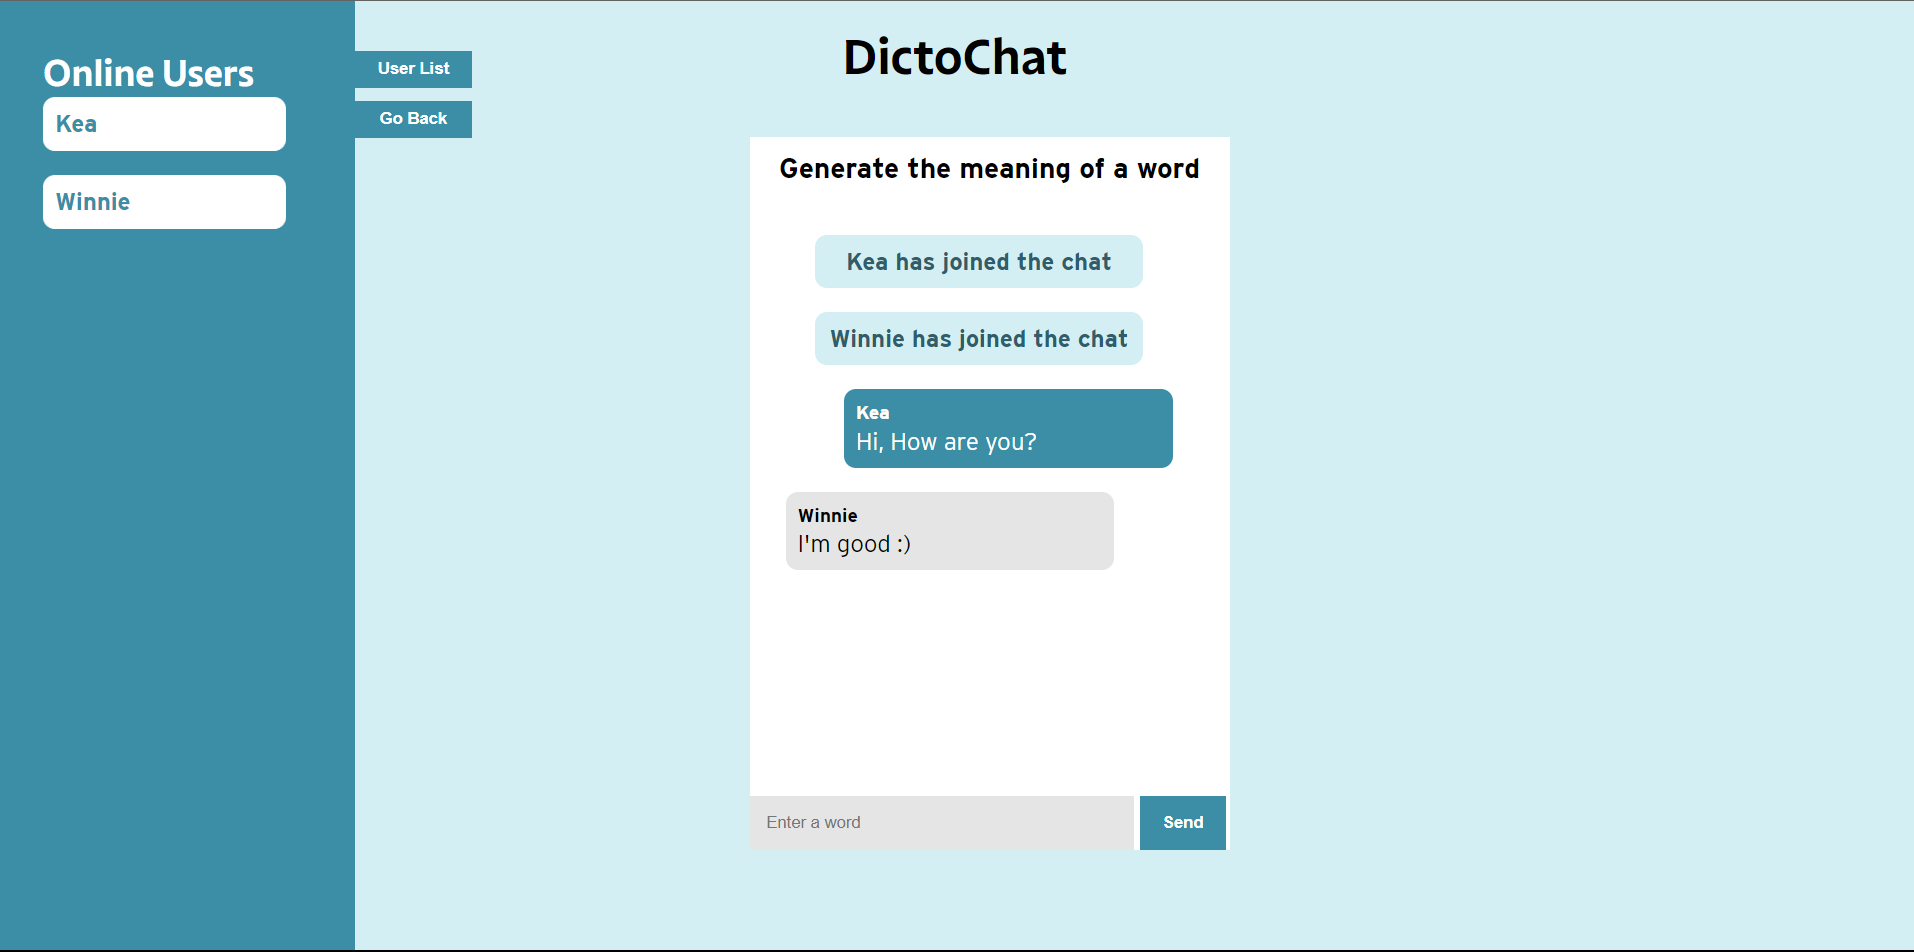 Online Users
Kea
Winnie
User List
Go Back
DictoChat
Generate the meaning of a word
Kea has joined the chat
Winnie has joined the chat
Kea
Hi, How are you?
Winnie
I'm good :)
Enter a word
Send